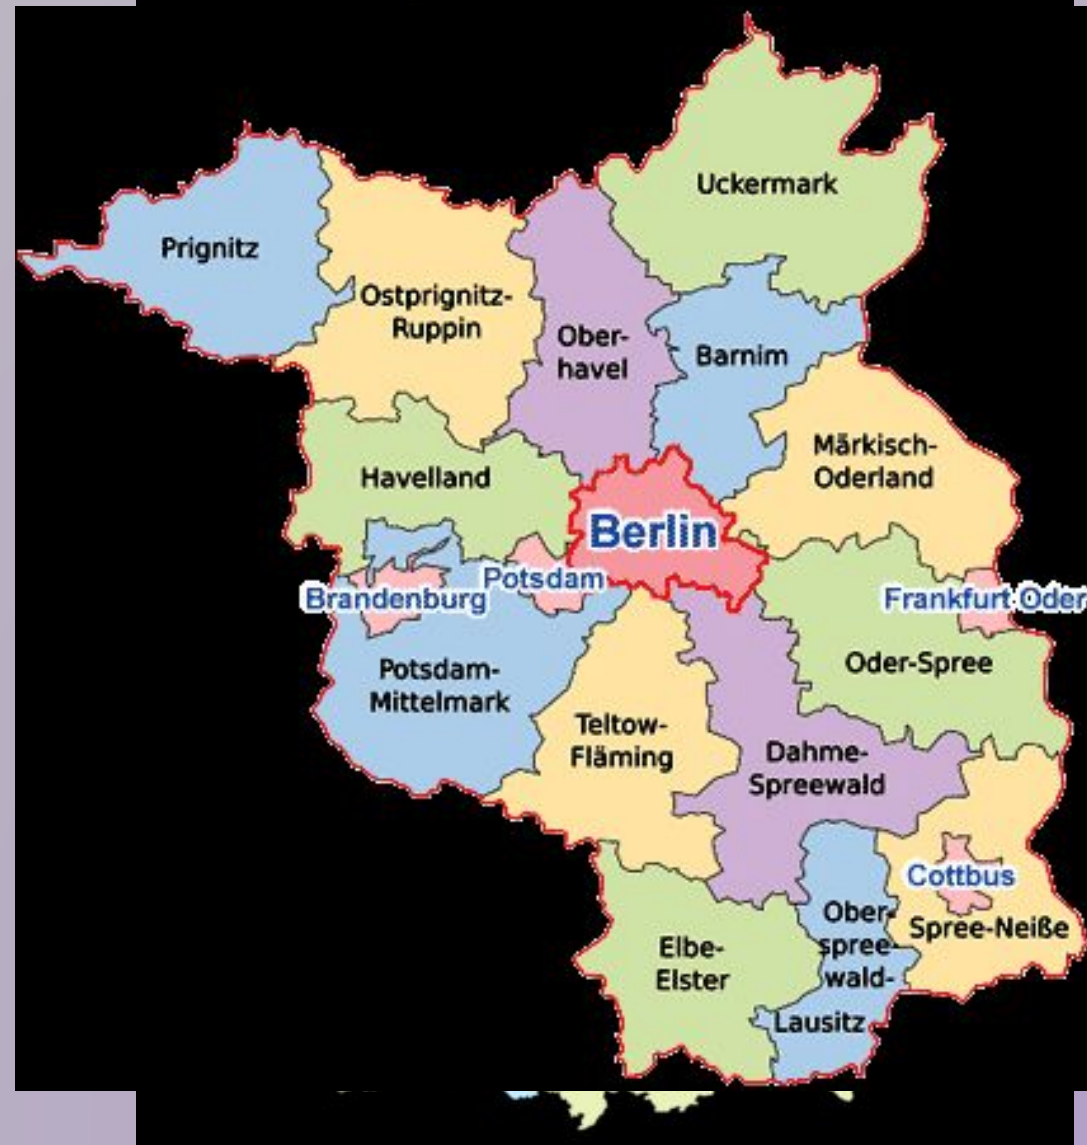 Uckermark
Prignitz
Ostprignitz-
Ruppin
Ober-
havel
Barnim
Märkisch-
Oderland
Havelland
Berlin
Potsdam
Brandenburg
Frankfurt Oder
Oder-Spree
Potsdam-
Mittelmark
Teltow-
Fläming
Dahme-
Spreewald
Cottbus
Ober-
spree-
wald-
Lausitz
Spree-Neiße
Elbe-
Elster